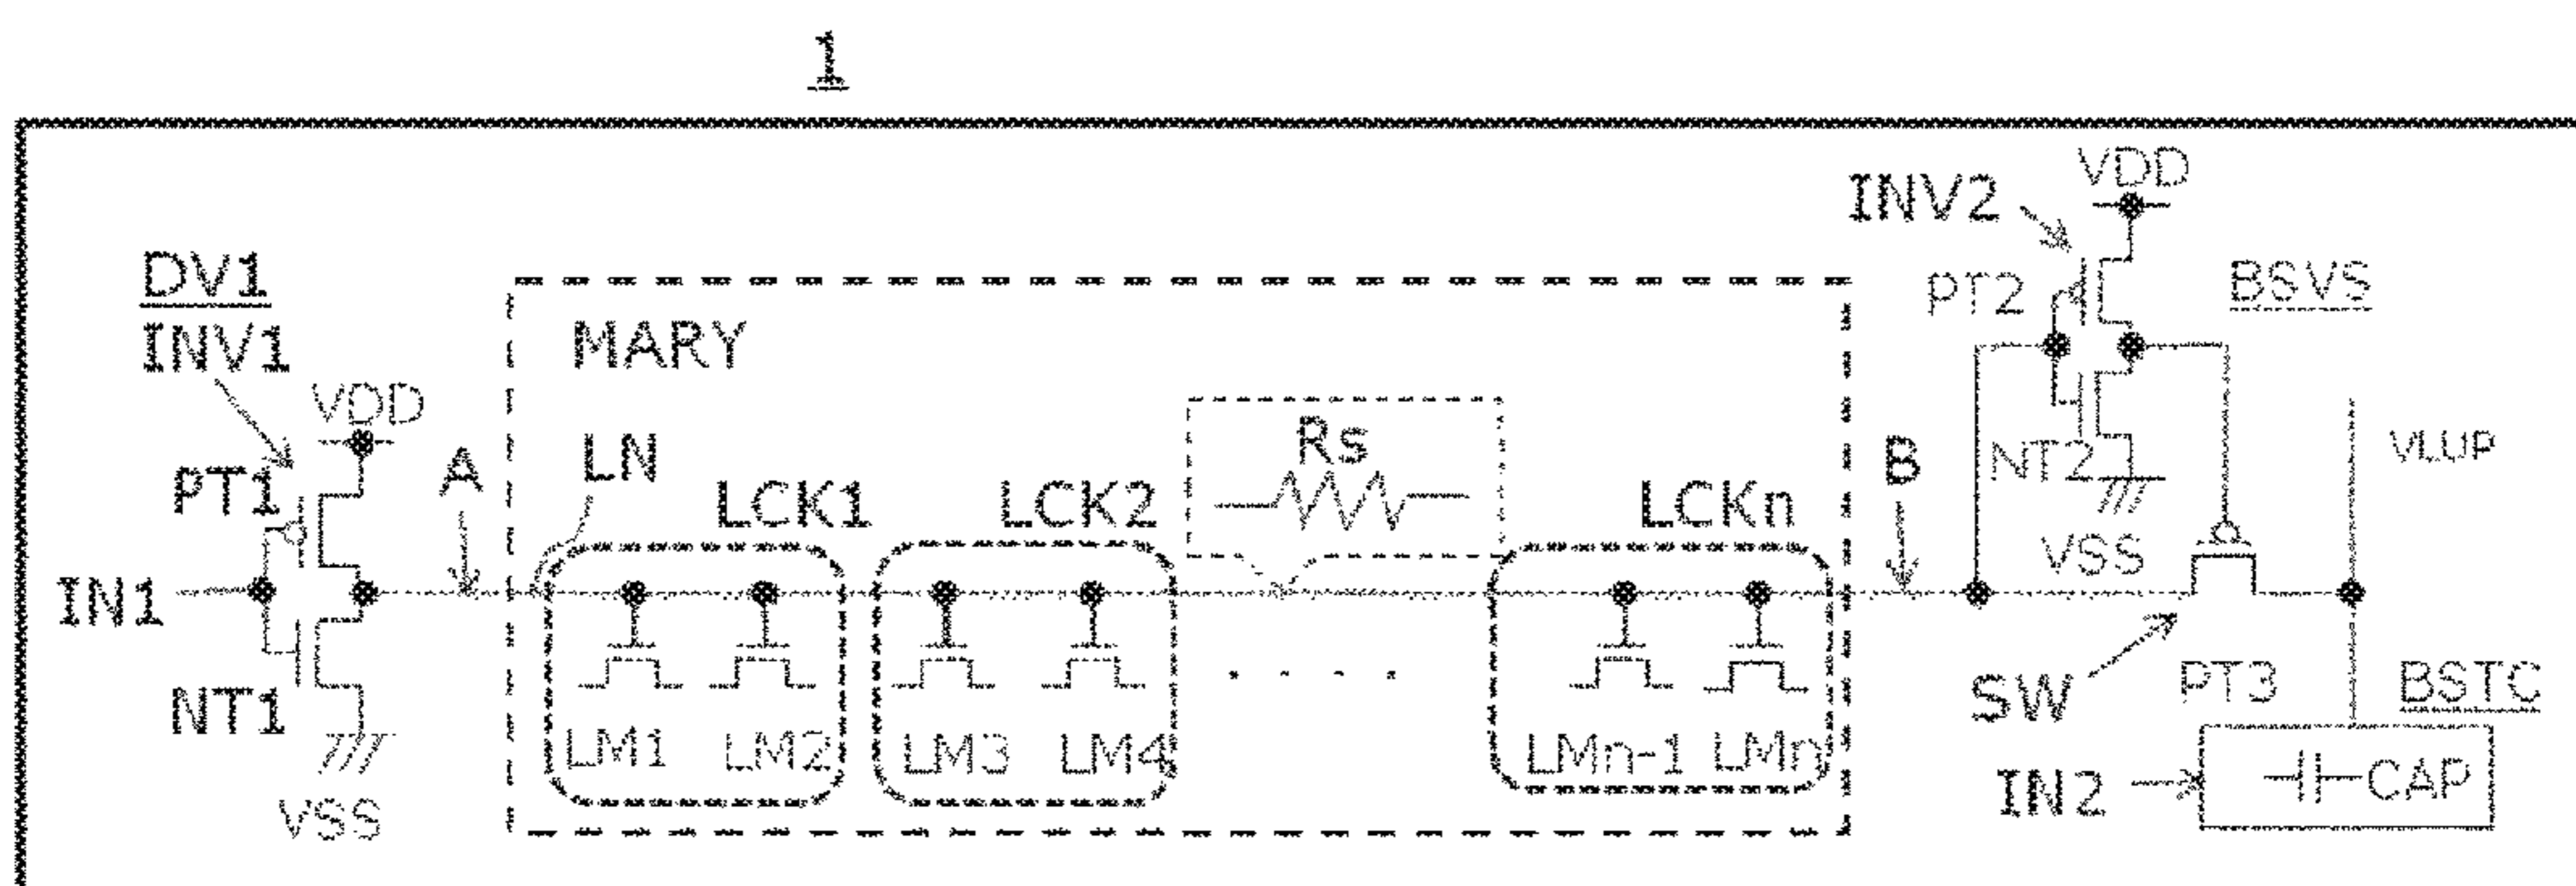 1
DV1
INV1
VDD
PT1
IN1
NT1
VSS
A
MARY
LN
LCK1
LCK2
Rs
LCKn
LM1
LM2
LM3
LM4
. . . .
LMn-1
LMn
B
INV2
VDD
PT2
BSVS
NT2
VLUP
VSS
SW
PT3
BSTC
IN2
CAP